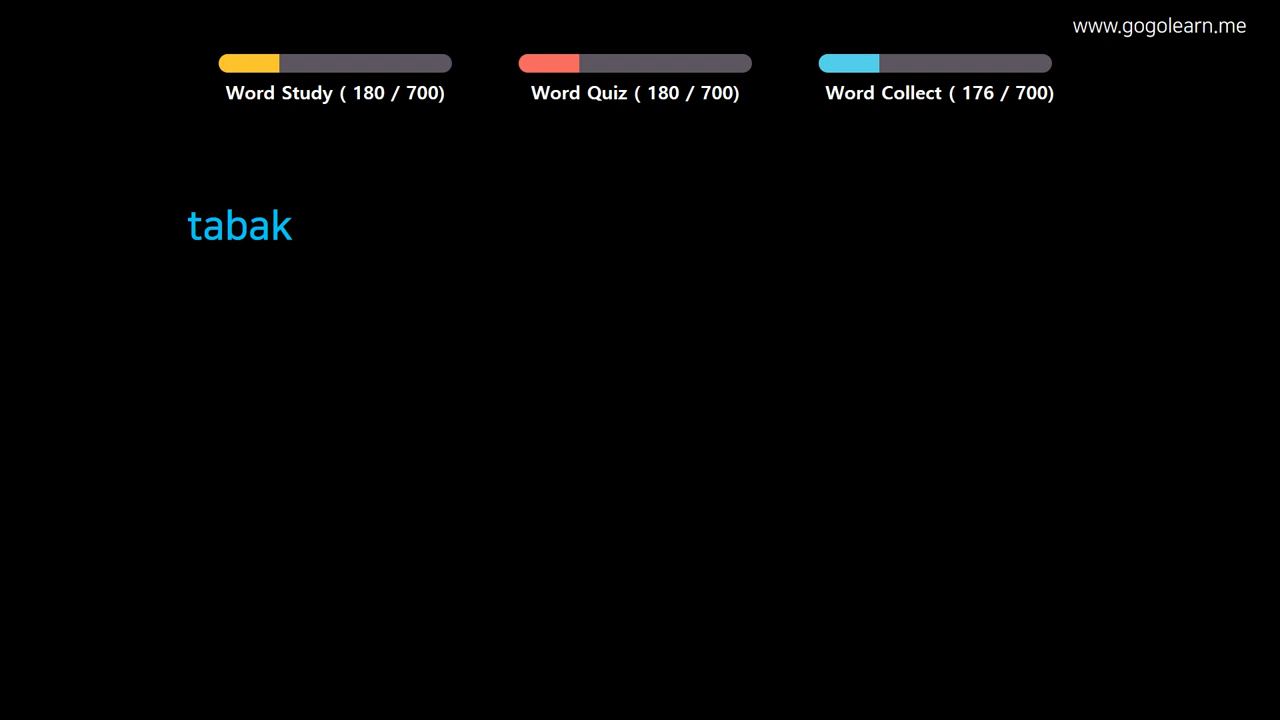 www.gogolearn.me
Word Study ( 180 / 700)
Word Quiz ( 180 / 700)
Word Collect ( 176 / 700)
tabak